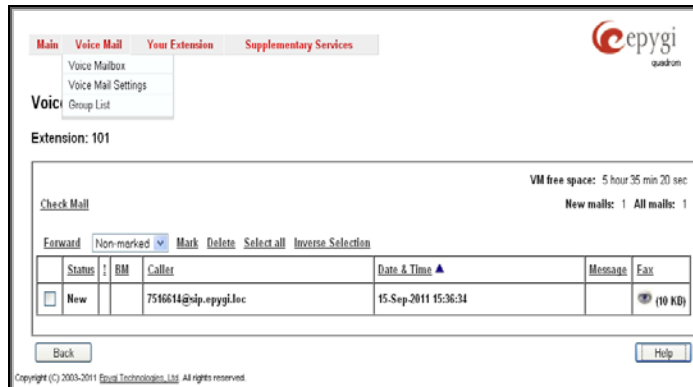 epygi
quadrom
Main Voice Mail Your Extension Supplementary Services
Voice Mailbox
Voice Mail Settings
Group List
Voic
Extension: 101
VM free space: 5 hour 35 min 20 sec
Check Mail New mails: 1 All mails: 1
Forward Non-marked Mark Delete Select all Inverse Selection
Status ! BM Caller Date & Time ▲ Message Fax
New 7516614@sip.epygi.loc 15-Sep-2011 15:36:34 (10 KB)
Back Help
Copyright (C) 2003-2011 Epygi Technologies, Ltd. All rights reserved.